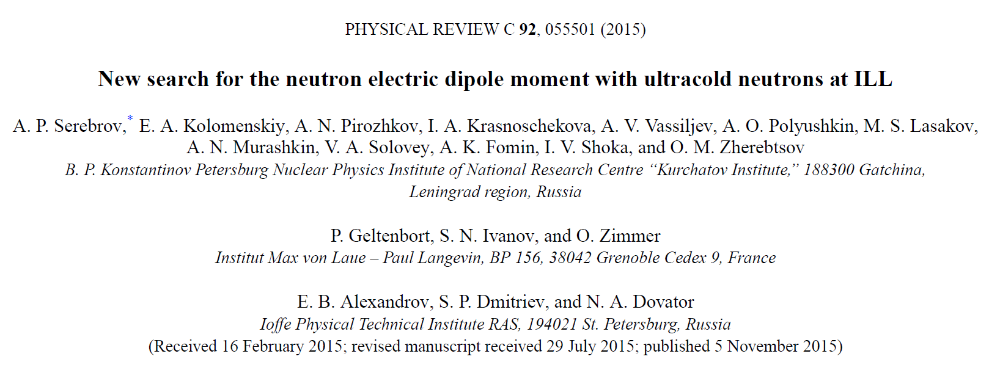 PHYSICAL REVIEW C 92, 055501 (2015)
New search for the neutron electric dipole moment with ultracold neutrons at ILL
A. P. Serebrov,* E. A. Kolomenskiy, A. N. Pirozhkov, I. A. Krasnoschekova, A. V. Vassiljev, A. O. Polyushkin, M. S. Lasakov,
A. N. Murashkin, V. A. Solovey, A. K. Fomin, I. V. Shoka, and O. M. Zherebtsov
B. P. Konstantinov Petersburg Nuclear Physics Institute of National Research Centre “Kurchatov Institute,” 188300 Gatchina,
Leningrad region, Russia
P. Geltenbort, S. N. Ivanov, and O. Zimmer
Institut Max von Laue – Paul Langevin, BP 156, 38042 Grenoble Cedex 9, France
E. B. Alexandrov, S. P. Dmitriev, and N. A. Dovator
Ioffe Physical Technical Institute RAS, 194021 St. Petersburg, Russia
(Received 16 February 2015; revised manuscript received 29 July 2015; published 5 November 2015)